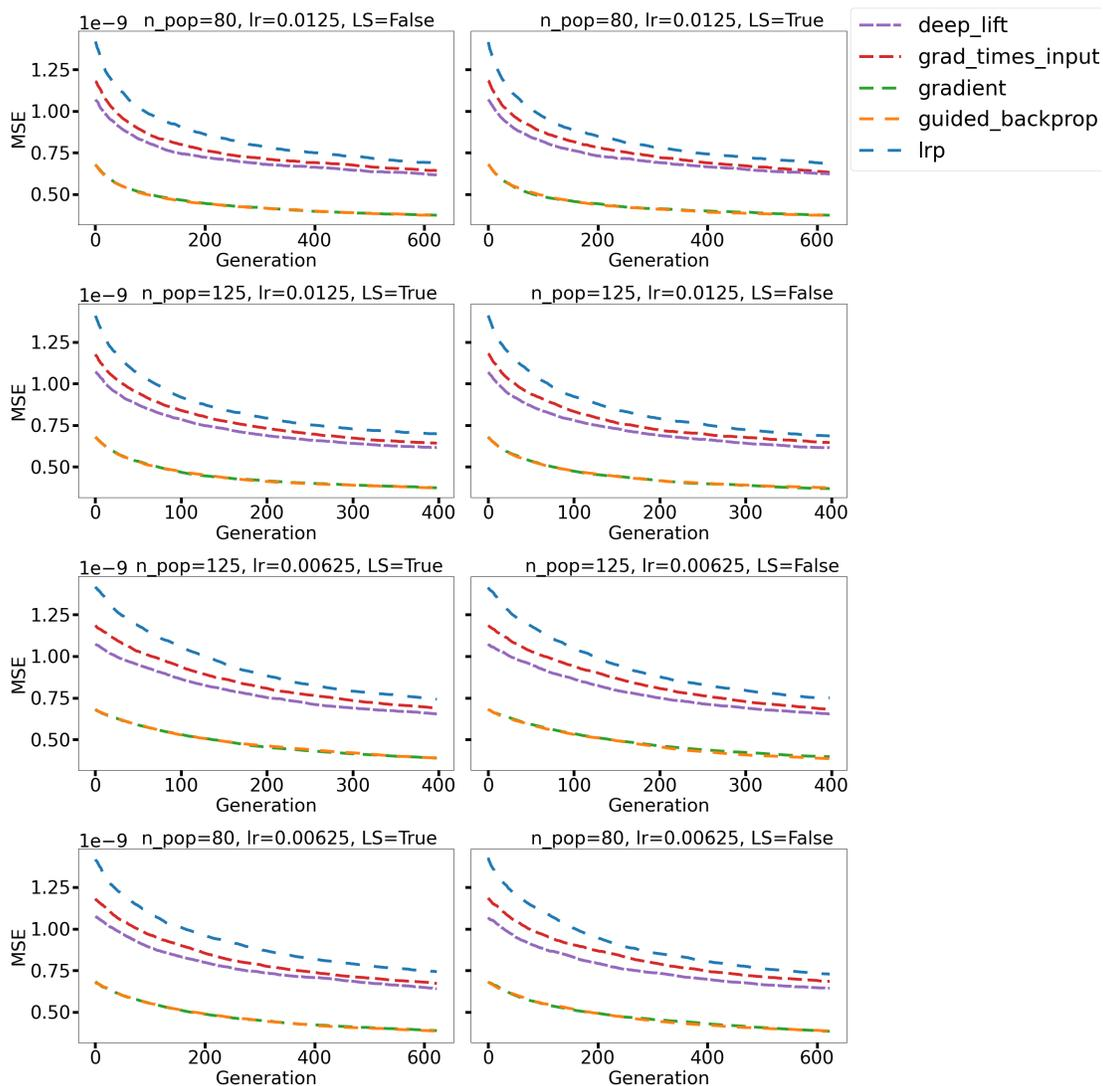 1e−9 n_pop=80, lr=0.0125, LS=False
n_pop=80, lr=0.0125, LS=True
deep_lift
grad_times_input
gradient
guided_backprop
lrp
1.25
1.00
0.75
0.50
MSE
0 200 400 600
Generation
0 200 400 600
Generation
1e−9 n_pop=125, lr=0.0125, LS=True
n_pop=125, lr=0.0125, LS=False
1.25
1.00
0.75
0.50
MSE
0 100 200 300 400
Generation
0 100 200 300 400
Generation
1e−9 n_pop=125, lr=0.00625, LS=True
n_pop=125, lr=0.00625, LS=False
1.25
1.00
0.75
0.50
MSE
0 100 200 300 400
Generation
0 100 200 300 400
Generation
1e−9 n_pop=80, lr=0.00625, LS=True
n_pop=80, lr=0.00625, LS=False
1.25
1.00
0.75
0.50
MSE
0 200 400 600
Generation
0 200 400 600
Generation